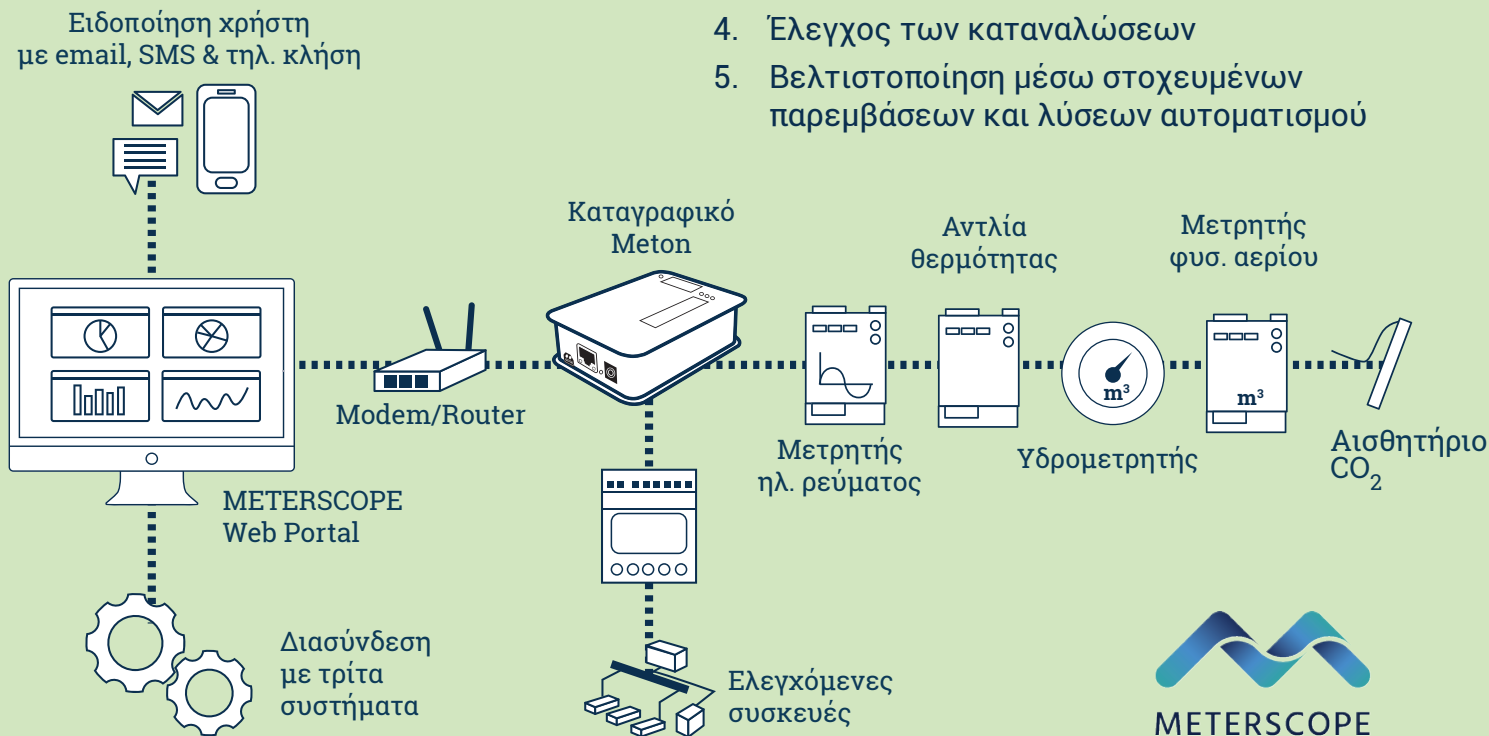 Ειδοποίηση χρήστη
με email, SMS & τηλ. κλήση
4. Έλεγχος των καταναλώσεων
5. Βελτιστοποίηση μέσω στοχευμένων
παρεμβάσεων και λύσεων αυτοματισμού
Καταγραφικό
Meton
Αντλία
θερμότητας
Μετρητής
φυσ. αερίου
m³
m³
Modem/Router
Μετρητής
ηλ. ρεύματος
Υδρομετρητής
Αισθητήριο
CO₂
METERSCOPE
Web Portal
Διασύνδεση
με τρίτα
συστήματα
Ελεγχόμενες
συσκευές
METERSCOPE